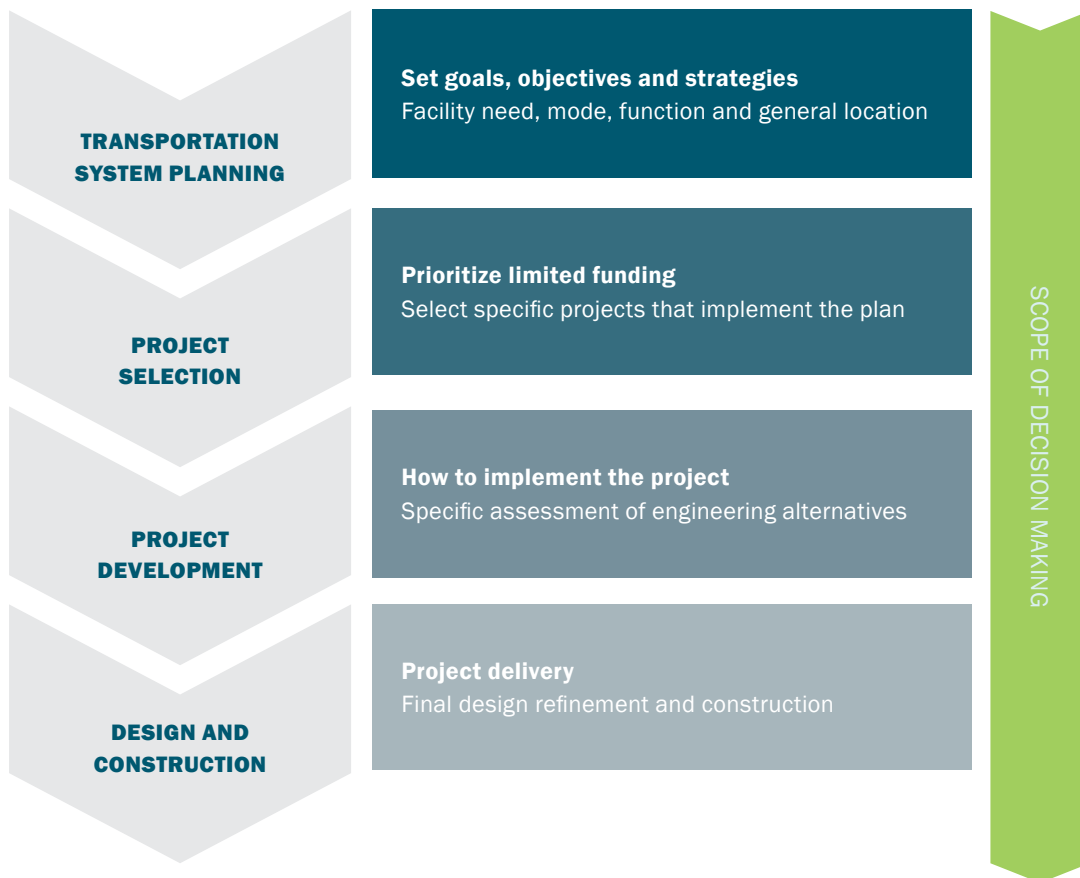 TRANSPORTATION
SYSTEM PLANNING
Set goals, objectives and strategies
Facility need, mode, function and general location
PROJECT
SELECTION
Prioritize limited funding
Select specific projects that implement the plan
PROJECT
DEVELOPMENT
How to implement the project
Specific assessment of engineering alternatives
DESIGN AND
CONSTRUCTION
Project delivery
Final design refinement and construction
SCOPE OF DECISION MAKING